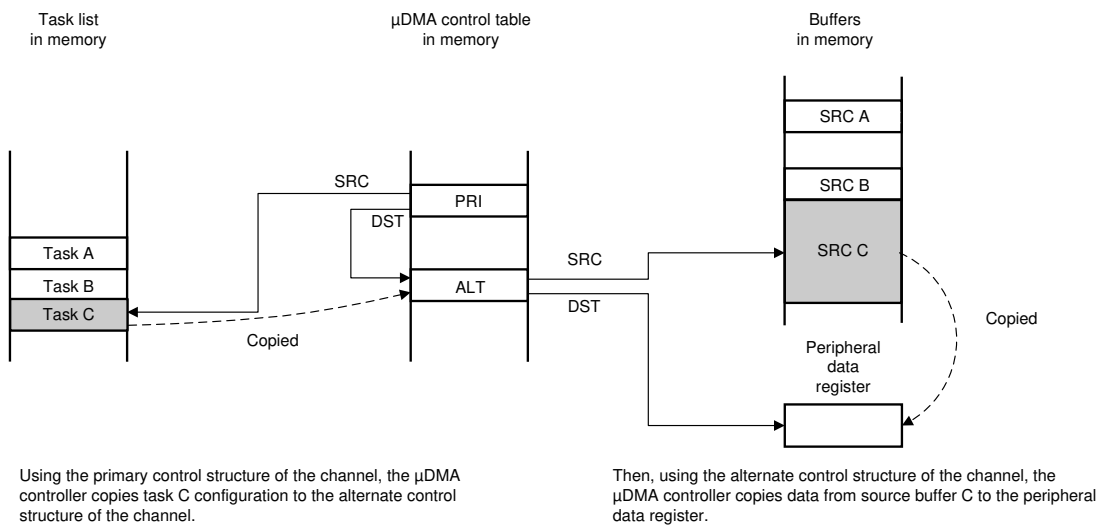 Task list
in memory
µDMA control table
in memory
Buffers
in memory
SRC A
SRC B
SRC C
SRC
PRI
DST
Task A
Task B
Task C
ALT
SRC
DST
Copied
Copied
Peripheral
data
register
Using the primary control structure of the channel, the µDMA
controller copies task C configuration to the alternate control
structure of the channel.
Then, using the alternate control structure of the channel, the
µDMA controller copies data from source buffer C to the peripheral
data register.